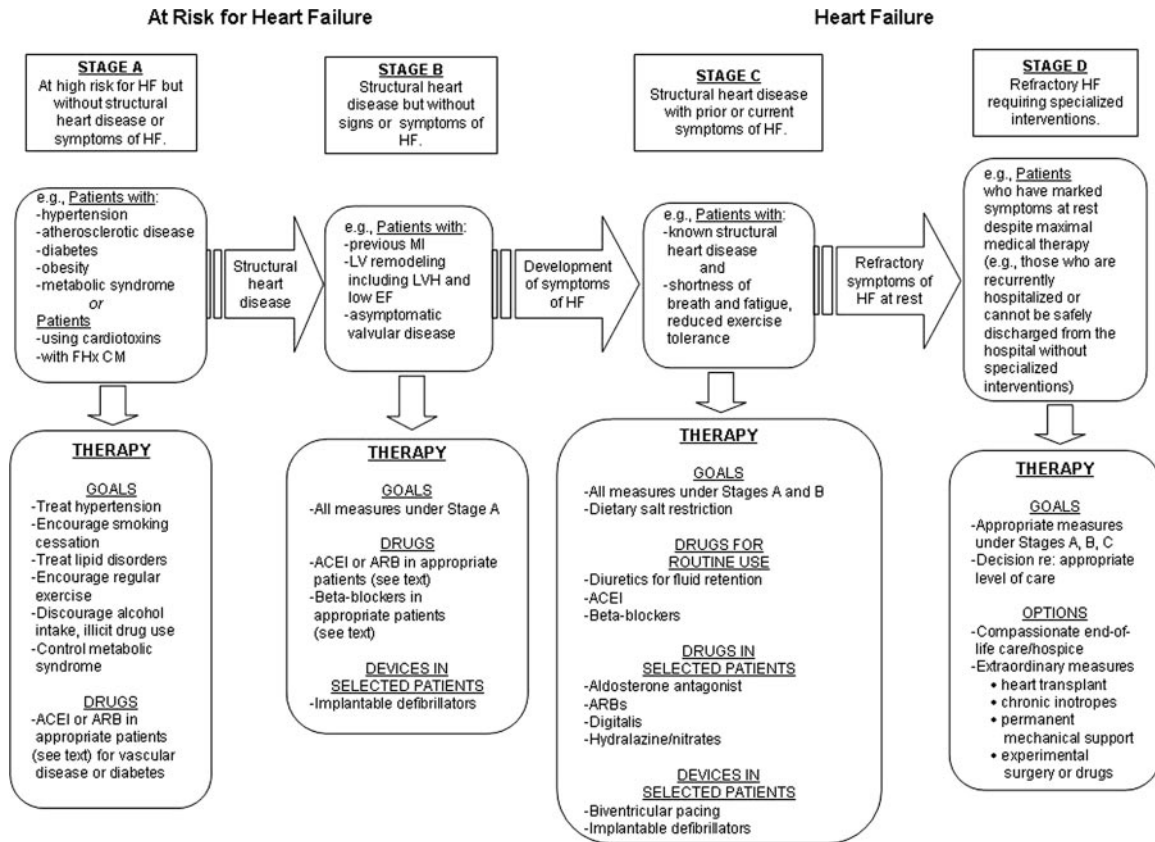 At Risk for Heart Failure
Heart Failure
STAGE A
At high risk for HF but
without structural
heart disease or
symptoms of HF.
STAGE B
Structural heart
disease but without
signs or symptoms of
HF.
STAGE C
Structural heart disease
with prior or current
symptoms of HF.
STAGE D
Refractory HF
requiring specialized
interventions.
e.g., Patients with:
-hypertension
-atherosclerotic disease
-diabetes
-obesity
-metabolic syndrome
or
Patients
-using cardiotoxins
-with FHx CM
Structural
heart
disease
e.g., Patients with:
-previous MI
-LV remodeling
including LVH and
low EF
-asymptomatic
valvular disease
Development
of symptoms
of HF
e.g., Patients with:
-known structural
heart disease
and
-shortness of
breath and fatigue,
reduced exercise
tolerance
Refractory
symptoms of
HF at rest
e.g., Patients
who have marked
symptoms at rest
despite maximal
medical therapy
(e.g., those who are
recurrently
hospitalized or
cannot be safely
discharged from the
hospital without
specialized
interventions)
THERAPY
GOALS
-Treat hypertension
-Encourage smoking
cessation
-Treat lipid disorders
-Encourage regular
exercise
-Discourage alcohol
intake, illicit drug use
-Control metabolic
syndrome
DRUGS
-ACEI or ARB in
appropriate patients
(see text) for vascular
disease or diabetes
THERAPY
GOALS
-All measures under Stage A
DRUGS
-ACEI or ARB in appropriate
patients (see text)
-Beta-blockers in
appropriate patients
(see text)
DEVICES IN
SELECTED PATIENTS
-Implantable defibrillators
THERAPY
GOALS
-All measures under Stages A and B
-Dietary salt restriction
DRUGS FOR
ROUTINE USE
-Diuretics for fluid retention
-ACEI
-Beta-blockers
DRUGS IN
SELECTED PATIENTS
-Aldosterone antagonist
-ARBs
-Digitalis
-Hydralazine/nitrates
DEVICES IN
SELECTED PATIENTS
-Biventricular pacing
-Implantable defibrillators
THERAPY
GOALS
-Appropriate measures
under Stages A, B, C
-Decision re: appropriate
level of care
OPTIONS
-Compassionate end-of-
life care/hospice
-Extraordinary measures
• heart transplant
• chronic inotropes
• permanent
mechanical support
• experimental
surgery or drugs